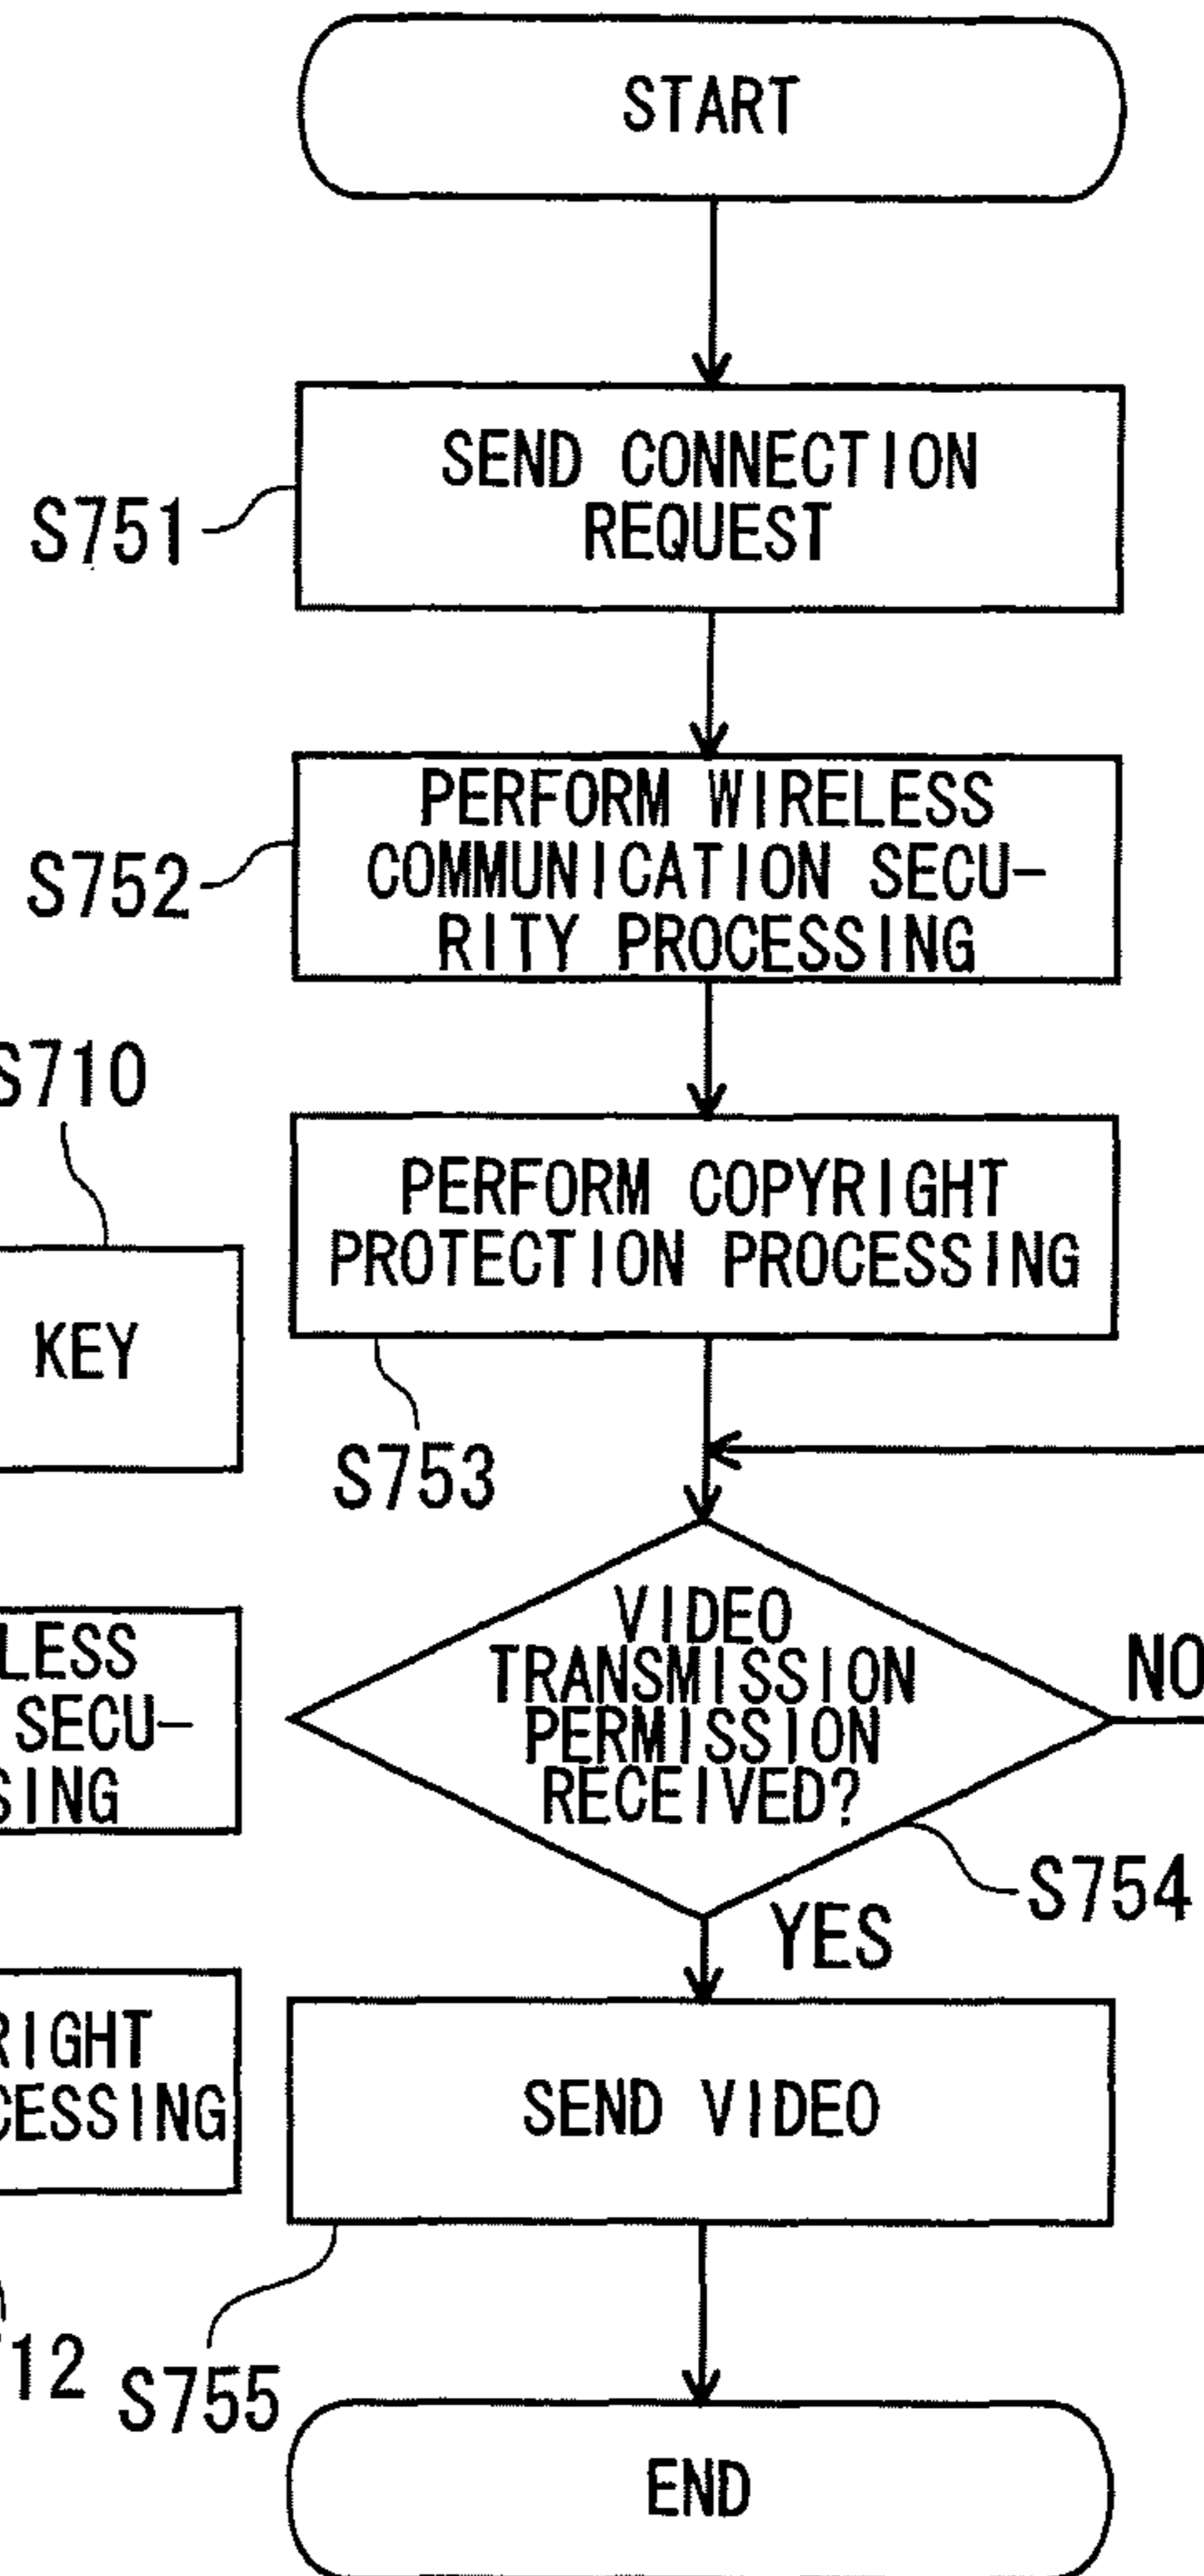 START
SEND CONNECTION
REQUEST
S751
PERFORM WIRELESS
COMMUNICATION SECU-
RITY PROCESSING
S752
S710
KEY
PERFORM COPYRIGHT
PROTECTION PROCESSING
S753
VIDEO
TRANSMISSION
PERMISSION
RECEIVED?
NO
S754
YES
LESS
SECU-
SING
RIGHT
CESSING
12
SEND VIDEO
S755
END